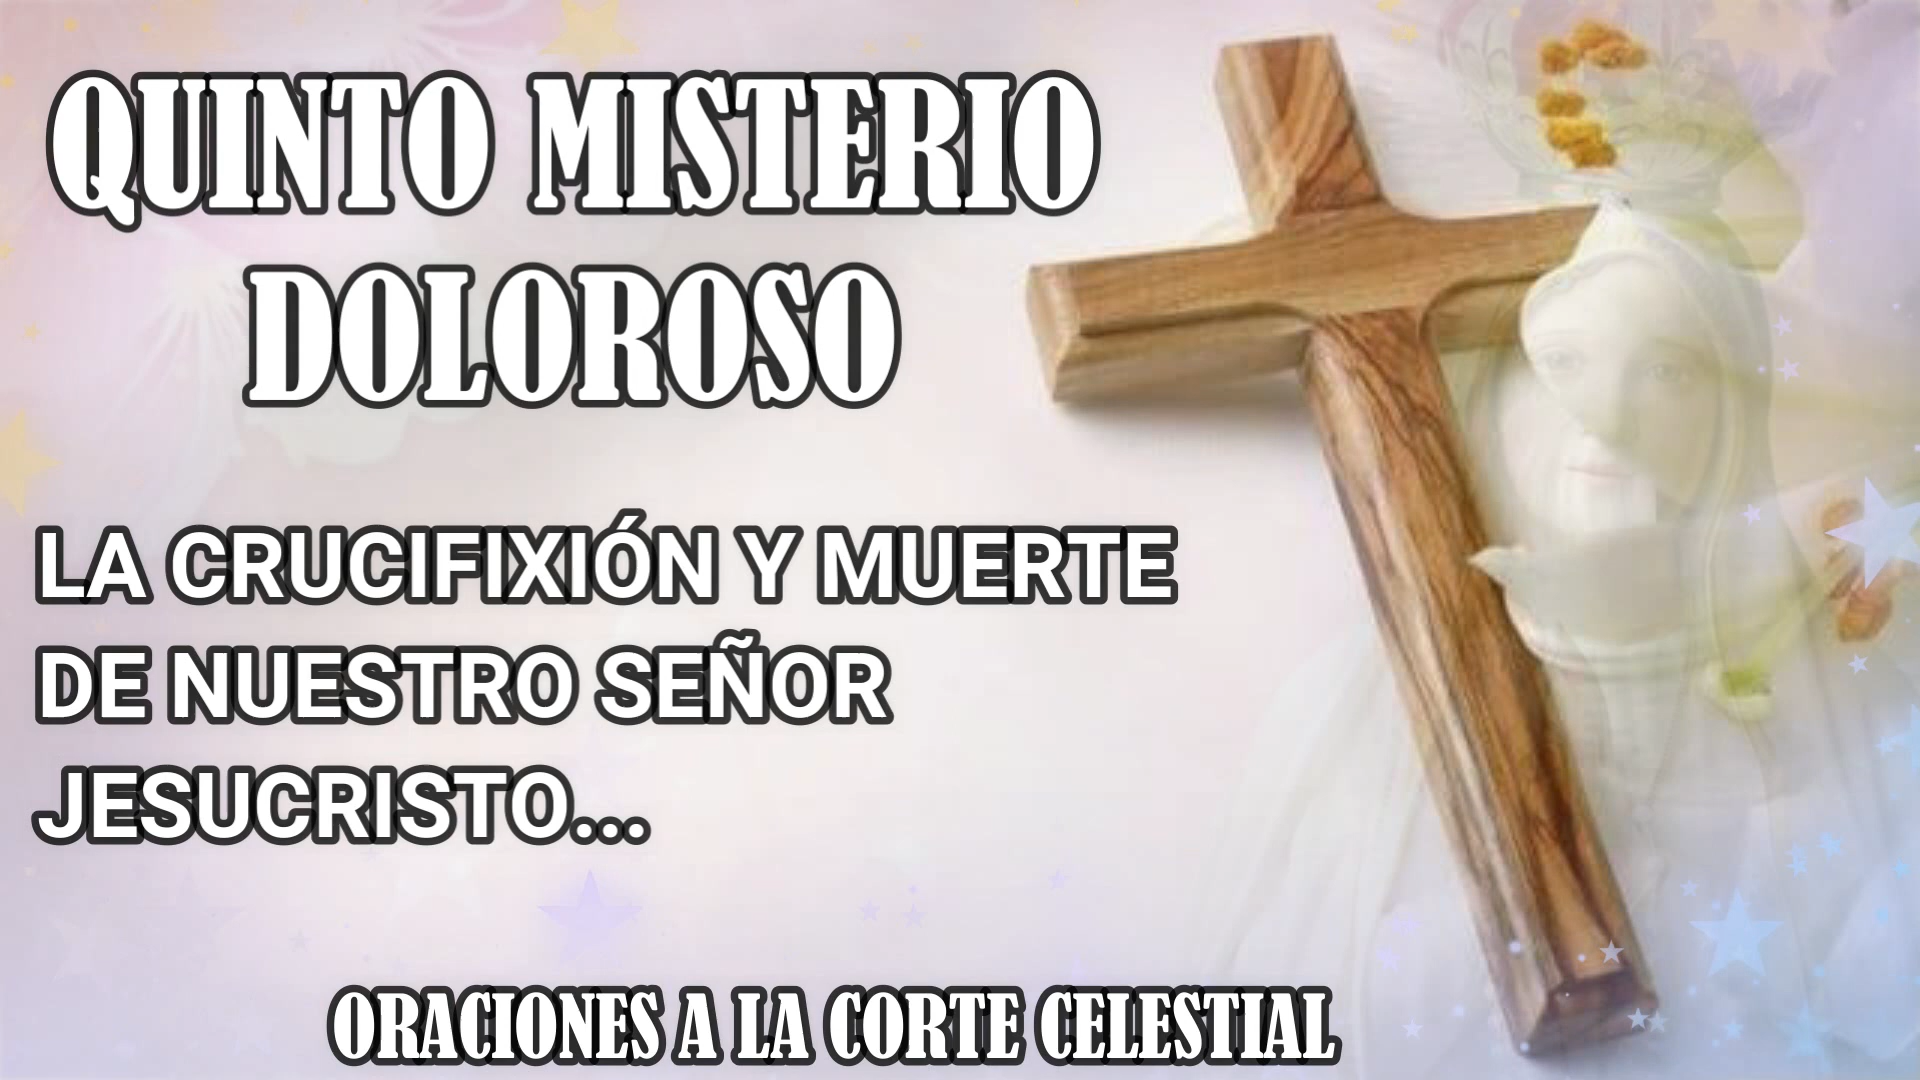 QUINTO MISTERIO
DOLOROSO
LA CRUCIFIXIÓN Y MUERTE
DE NUESTRO SEÑOR
JESUCRISTO...
ORACIONES A LA CORTE CELESTIAL